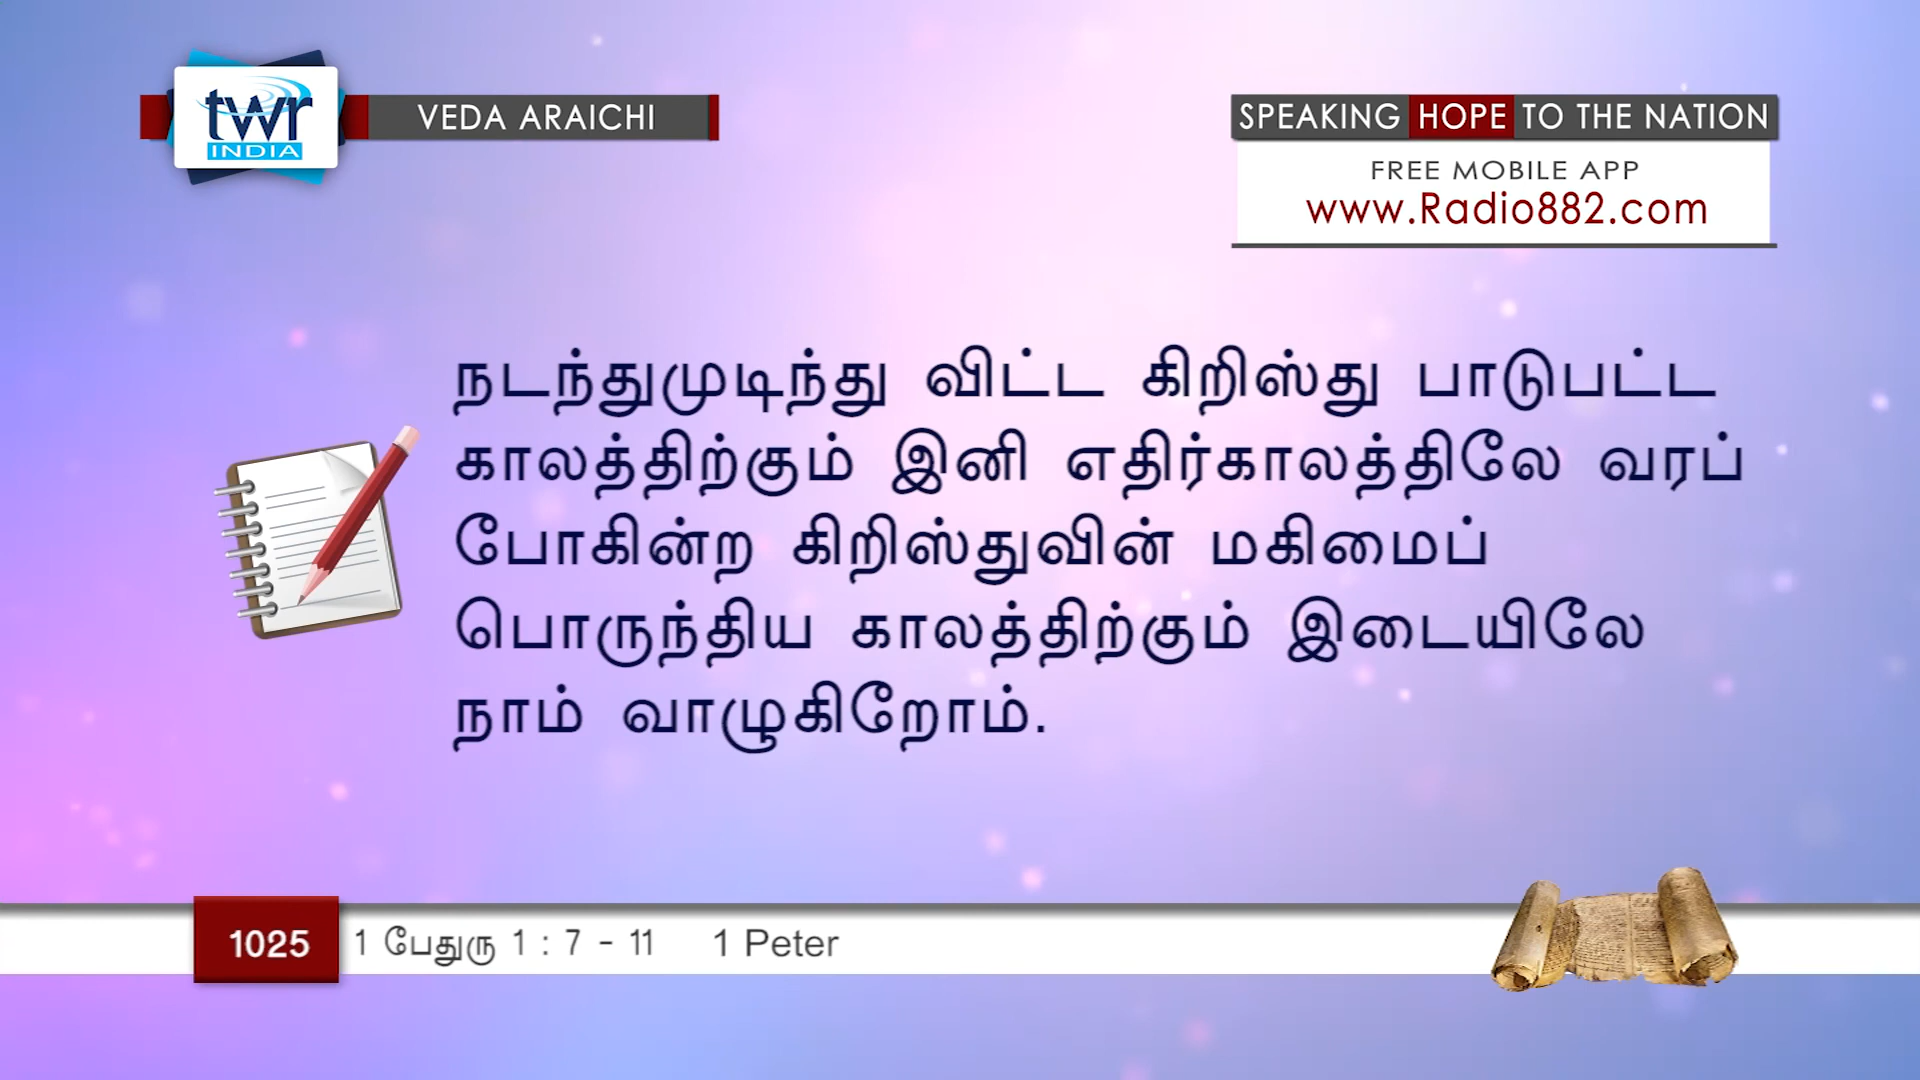 twr
INDIA
VEDA ARAICHI
SPEAKING HOPE TO THE NATION
FREE MOBILE APP
www.Radio882.com
நடந்துமுடிந்து விட்ட கிறிஸ்து பாடுபட்ட
காலத்திற்கும் இனி எதிர்காலத்திலே வரப்
போகின்ற கிறிஸ்துவின் மகிமைப்
பொருந்திய காலத்திற்கும் இடையிலே
நாம் வாழுகிறோம்.
1025 1 பேதுரு 1 : 7 - 11 1 Peter